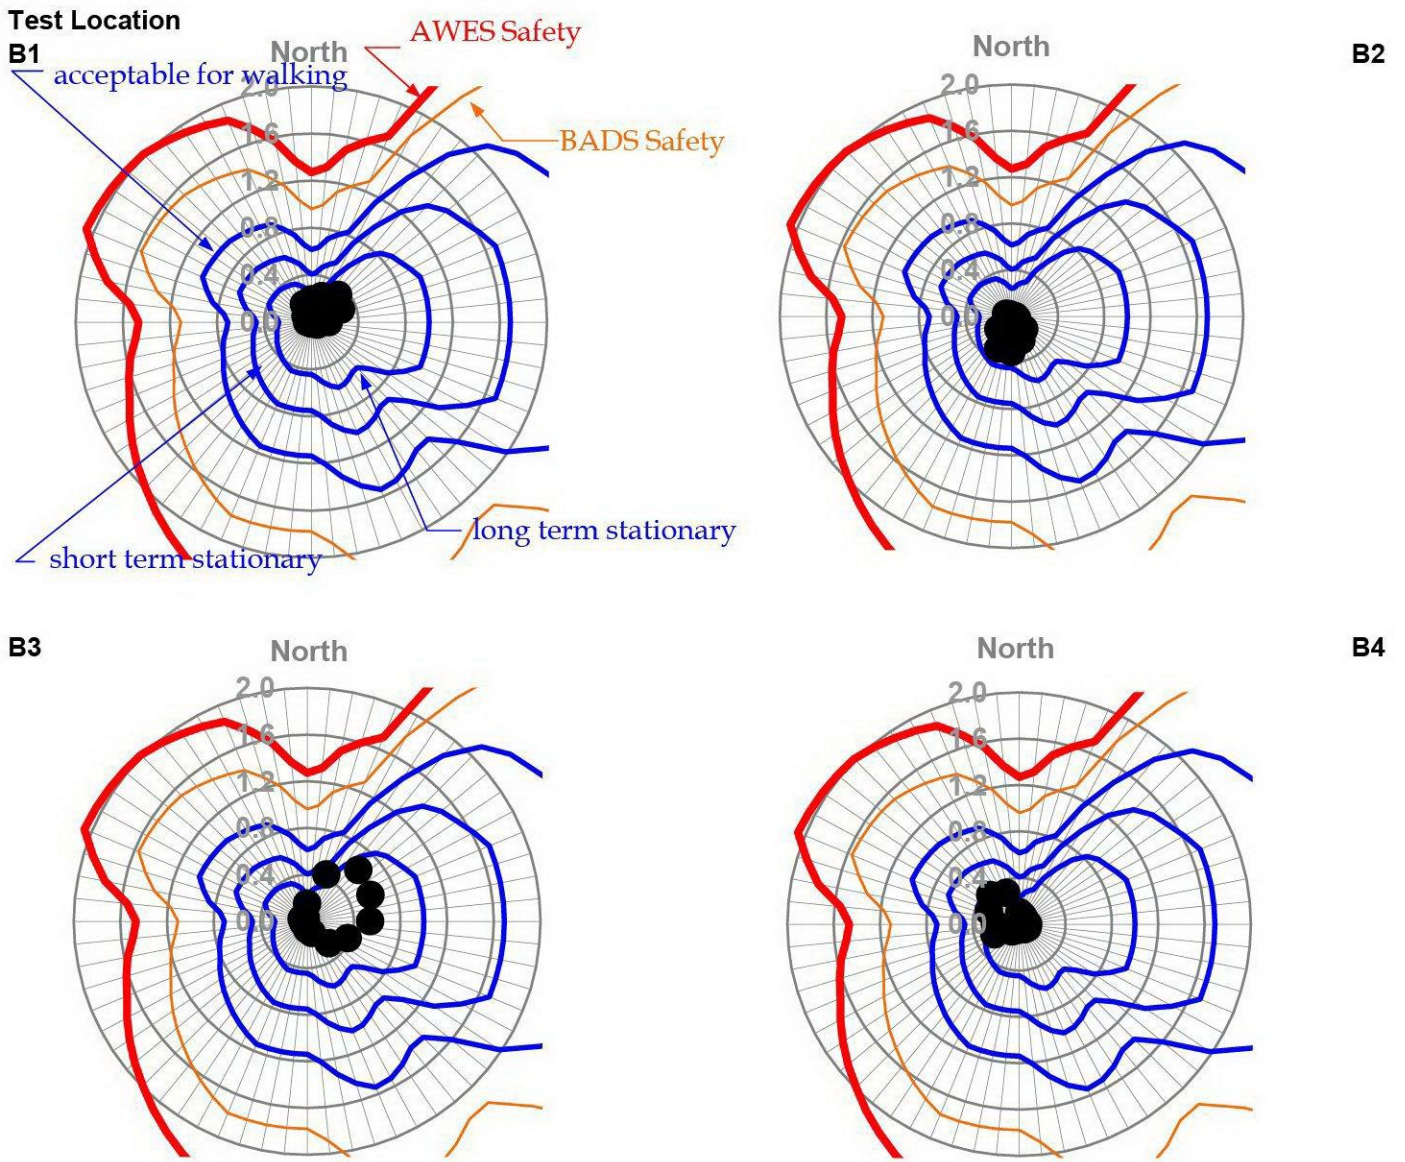 Test Location
B1
North
AWES Safety
acceptable for walking
2.0
1.6
1.2
0.8
0.4
0.0
BADS Safety
long term stationary
short term stationary
North
B2
2.0
1.6
1.2
0.8
0.4
0.0
B3
North
2.0
1.6
1.2
0.8
0.4
0.0
North
B4
2.0
1.6
1.2
0.8
0.4
0.0